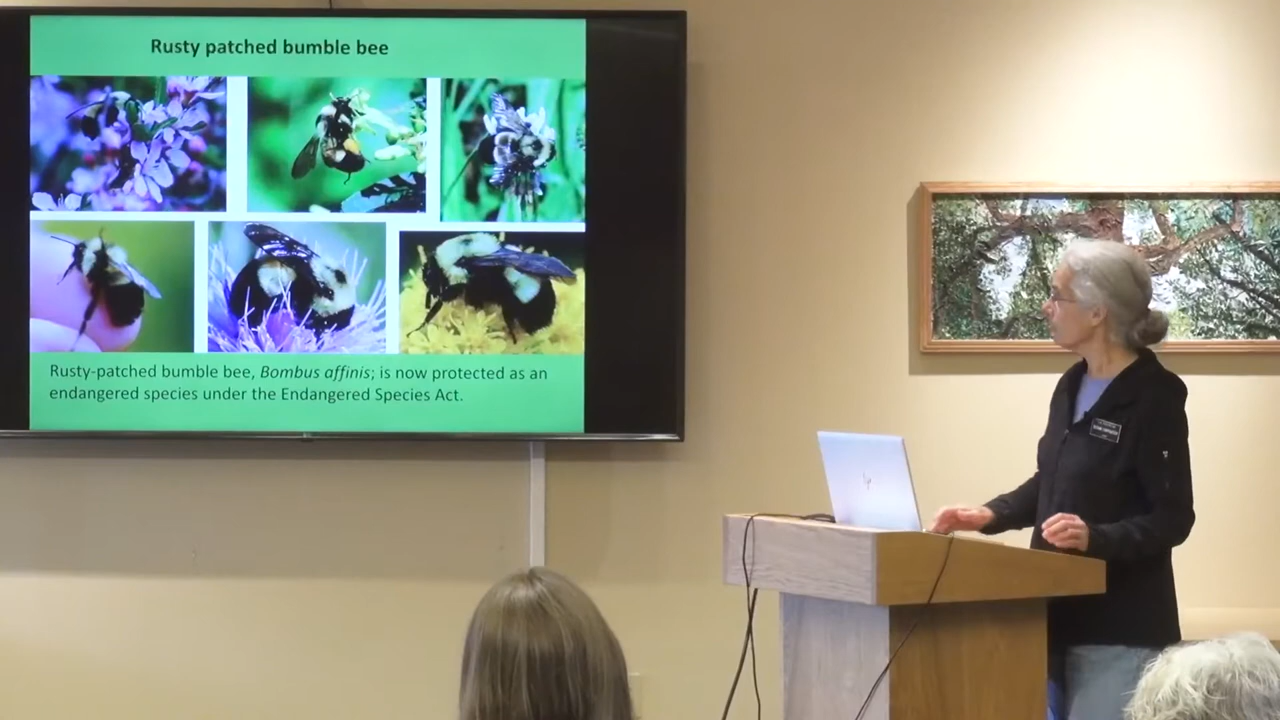 Rusty patched bumble bee
Rusty-patched bumble bee, Bombus affinis; is now protected as an
endangered species under the Endangered Species Act.
hp